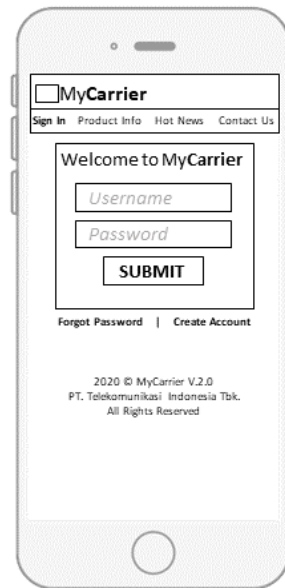 MyCarrier
Sign In Product Info Hot News Contact Us
Welcome to MyCarrier
Username
Password
SUBMIT
Forgot Password | Create Account
2020 © MyCarrier V.2.0
PT. Telekomunikasi Indonesia Tbk.
All Rights Reserved